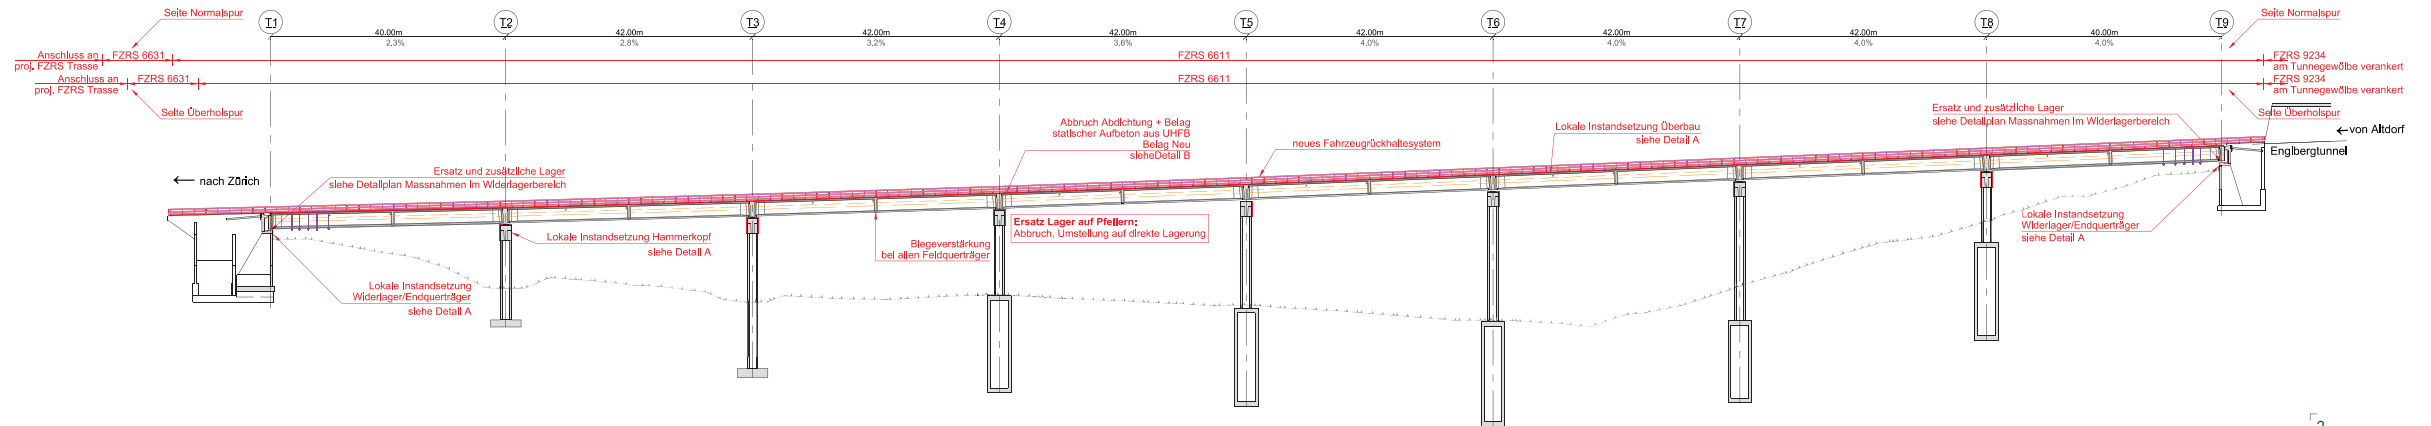 Seite Normalspur
T1
T2
T3
T4
T5
T6
T7
T8
T9
Seite Normalspur
40.00m
42.00m
42.00m
42.00m
42.00m
42.00m
42.00m
40.00m
2.3%
2.8%
3.2%
3.6%
4.0%
4.0%
4.0%
4.0%
Anschluss an
proj. FZRS Trasse
FZRS 6631
FZRS 6611
FZRS 9234
am Tunnegewölbe verankert
Anschluss an
proj. FZRS Trasse
FZRS 6631
FZRS 6611
FZRS 9234
am Tunnegewölbe verankert
Seite Überholspur
Seite Überholspur
Abbruch Abdichtung + Belag
statischer Aufbeton aus UHFB
Belag Neu
sieheDetail B
neues Fahrzeugrückhaltesystem
Lokale Instandsetzung Überbau
siehe Detail A
Ersatz und zusätzliche Lager
siehe Detailplan Massnahmen im Widerlagerbereich
von Altdorf
Englbergtunnel
nach Zürich
Ersatz und zusätzliche Lager
siehe Detailplan Massnahmen im Widerlagerbereich
Lokale Instandsetzung Hammerkopf
siehe Detail A
Biegeverstärkung
bei allen Feldquerträger
Ersatz Lager auf Pfeilern:
Abbruch, Umstellung auf direkte Lagerung
Lokale Instandsetzung
Widerlager/Endquerträger
siehe Detail A
Lokale Instandsetzung
Widerlager/Endquerträger
siehe Detail A